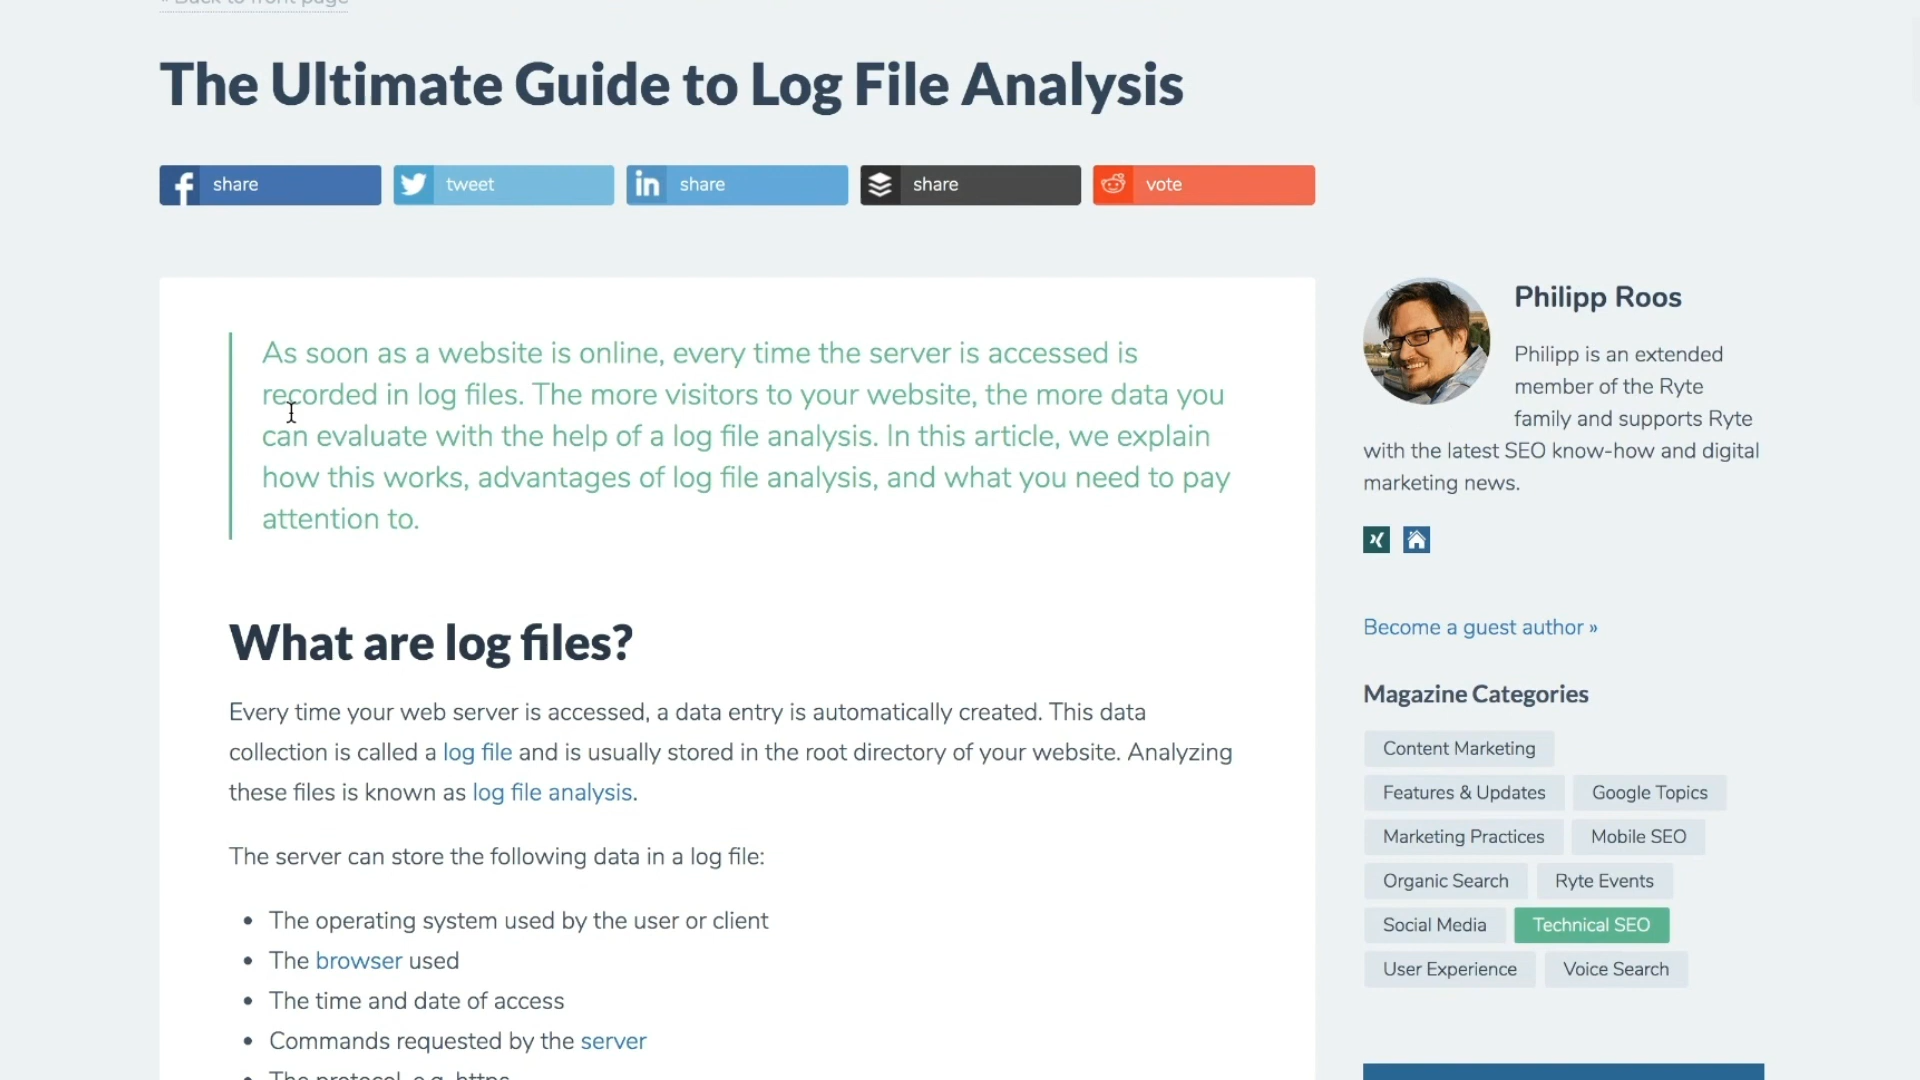 « Back to front page
The Ultimate Guide to Log File Analysis
share
tweet
share
share
vote
As soon as a website is online, every time the server is accessed is
recorded in log files. The more visitors to your website, the more data you
can evaluate with the help of a log file analysis. In this article, we explain
how this works, advantages of log file analysis, and what you need to pay
attention to.
What are log files?
Every time your web server is accessed, a data entry is automatically created. This data
collection is called a log file and is usually stored in the root directory of your website. Analyzing
these files is known as log file analysis.
The server can store the following data in a log file:
• The operating system used by the user or client
• The browser used
• The time and date of access
• Commands requested by the server
• The protocol, e.g. https
Philipp Roos
Philipp is an extended
member of the Ryte
family and supports Ryte
with the latest SEO know-how and digital
marketing news.
Become a guest author »
Magazine Categories
Content Marketing
Features & Updates Google Topics
Marketing Practices Mobile SEO
Organic Search Ryte Events
Social Media Technical SEO
User Experience Voice Search